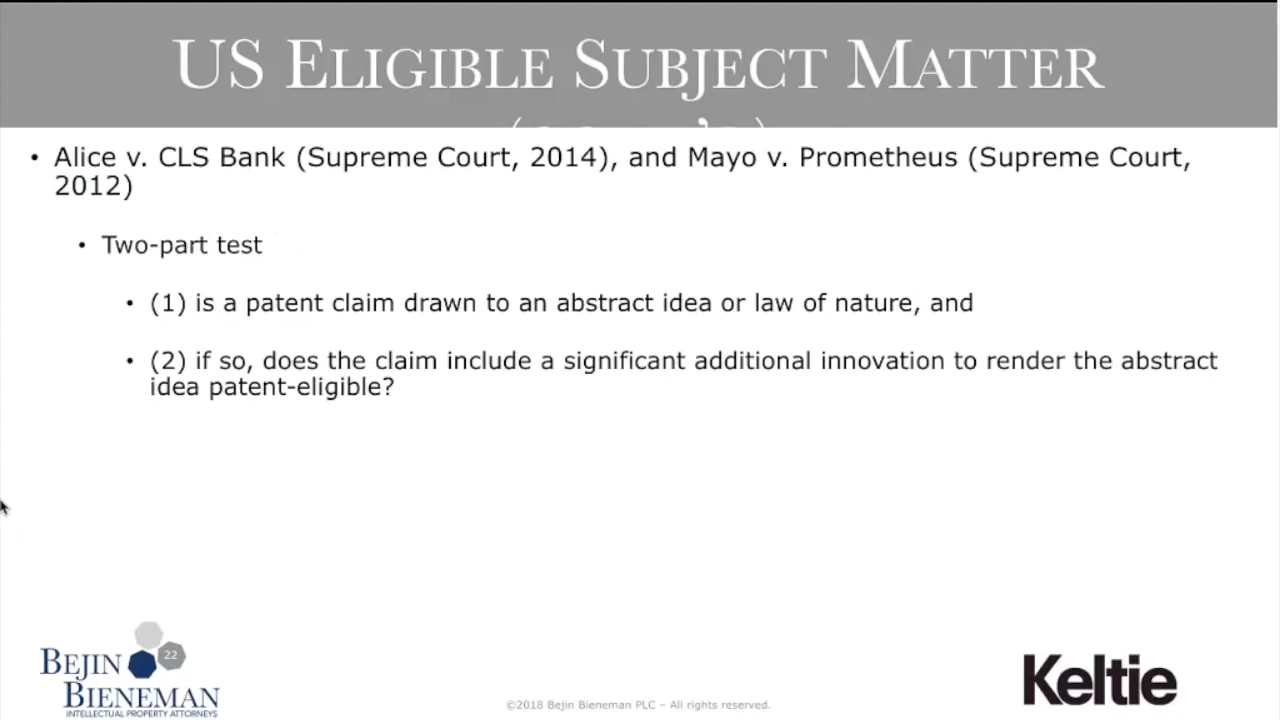 US ELIGIBLE SUBJECT MATTER
• Alice v. CLS Bank (Supreme Court, 2014), and Mayo v. Prometheus (Supreme Court,
2012)
• Two-part test
• (1) is a patent claim drawn to an abstract idea or law of nature, and
• (2) if so, does the claim include a significant additional innovation to render the abstract
idea patent-eligible?
22
BEJIN
BIENEMAN
INTELLECTUAL PROPERTY ATTORNEYS
©2018 Bejin Bieneman PLC – All rights reserved.
Keltie